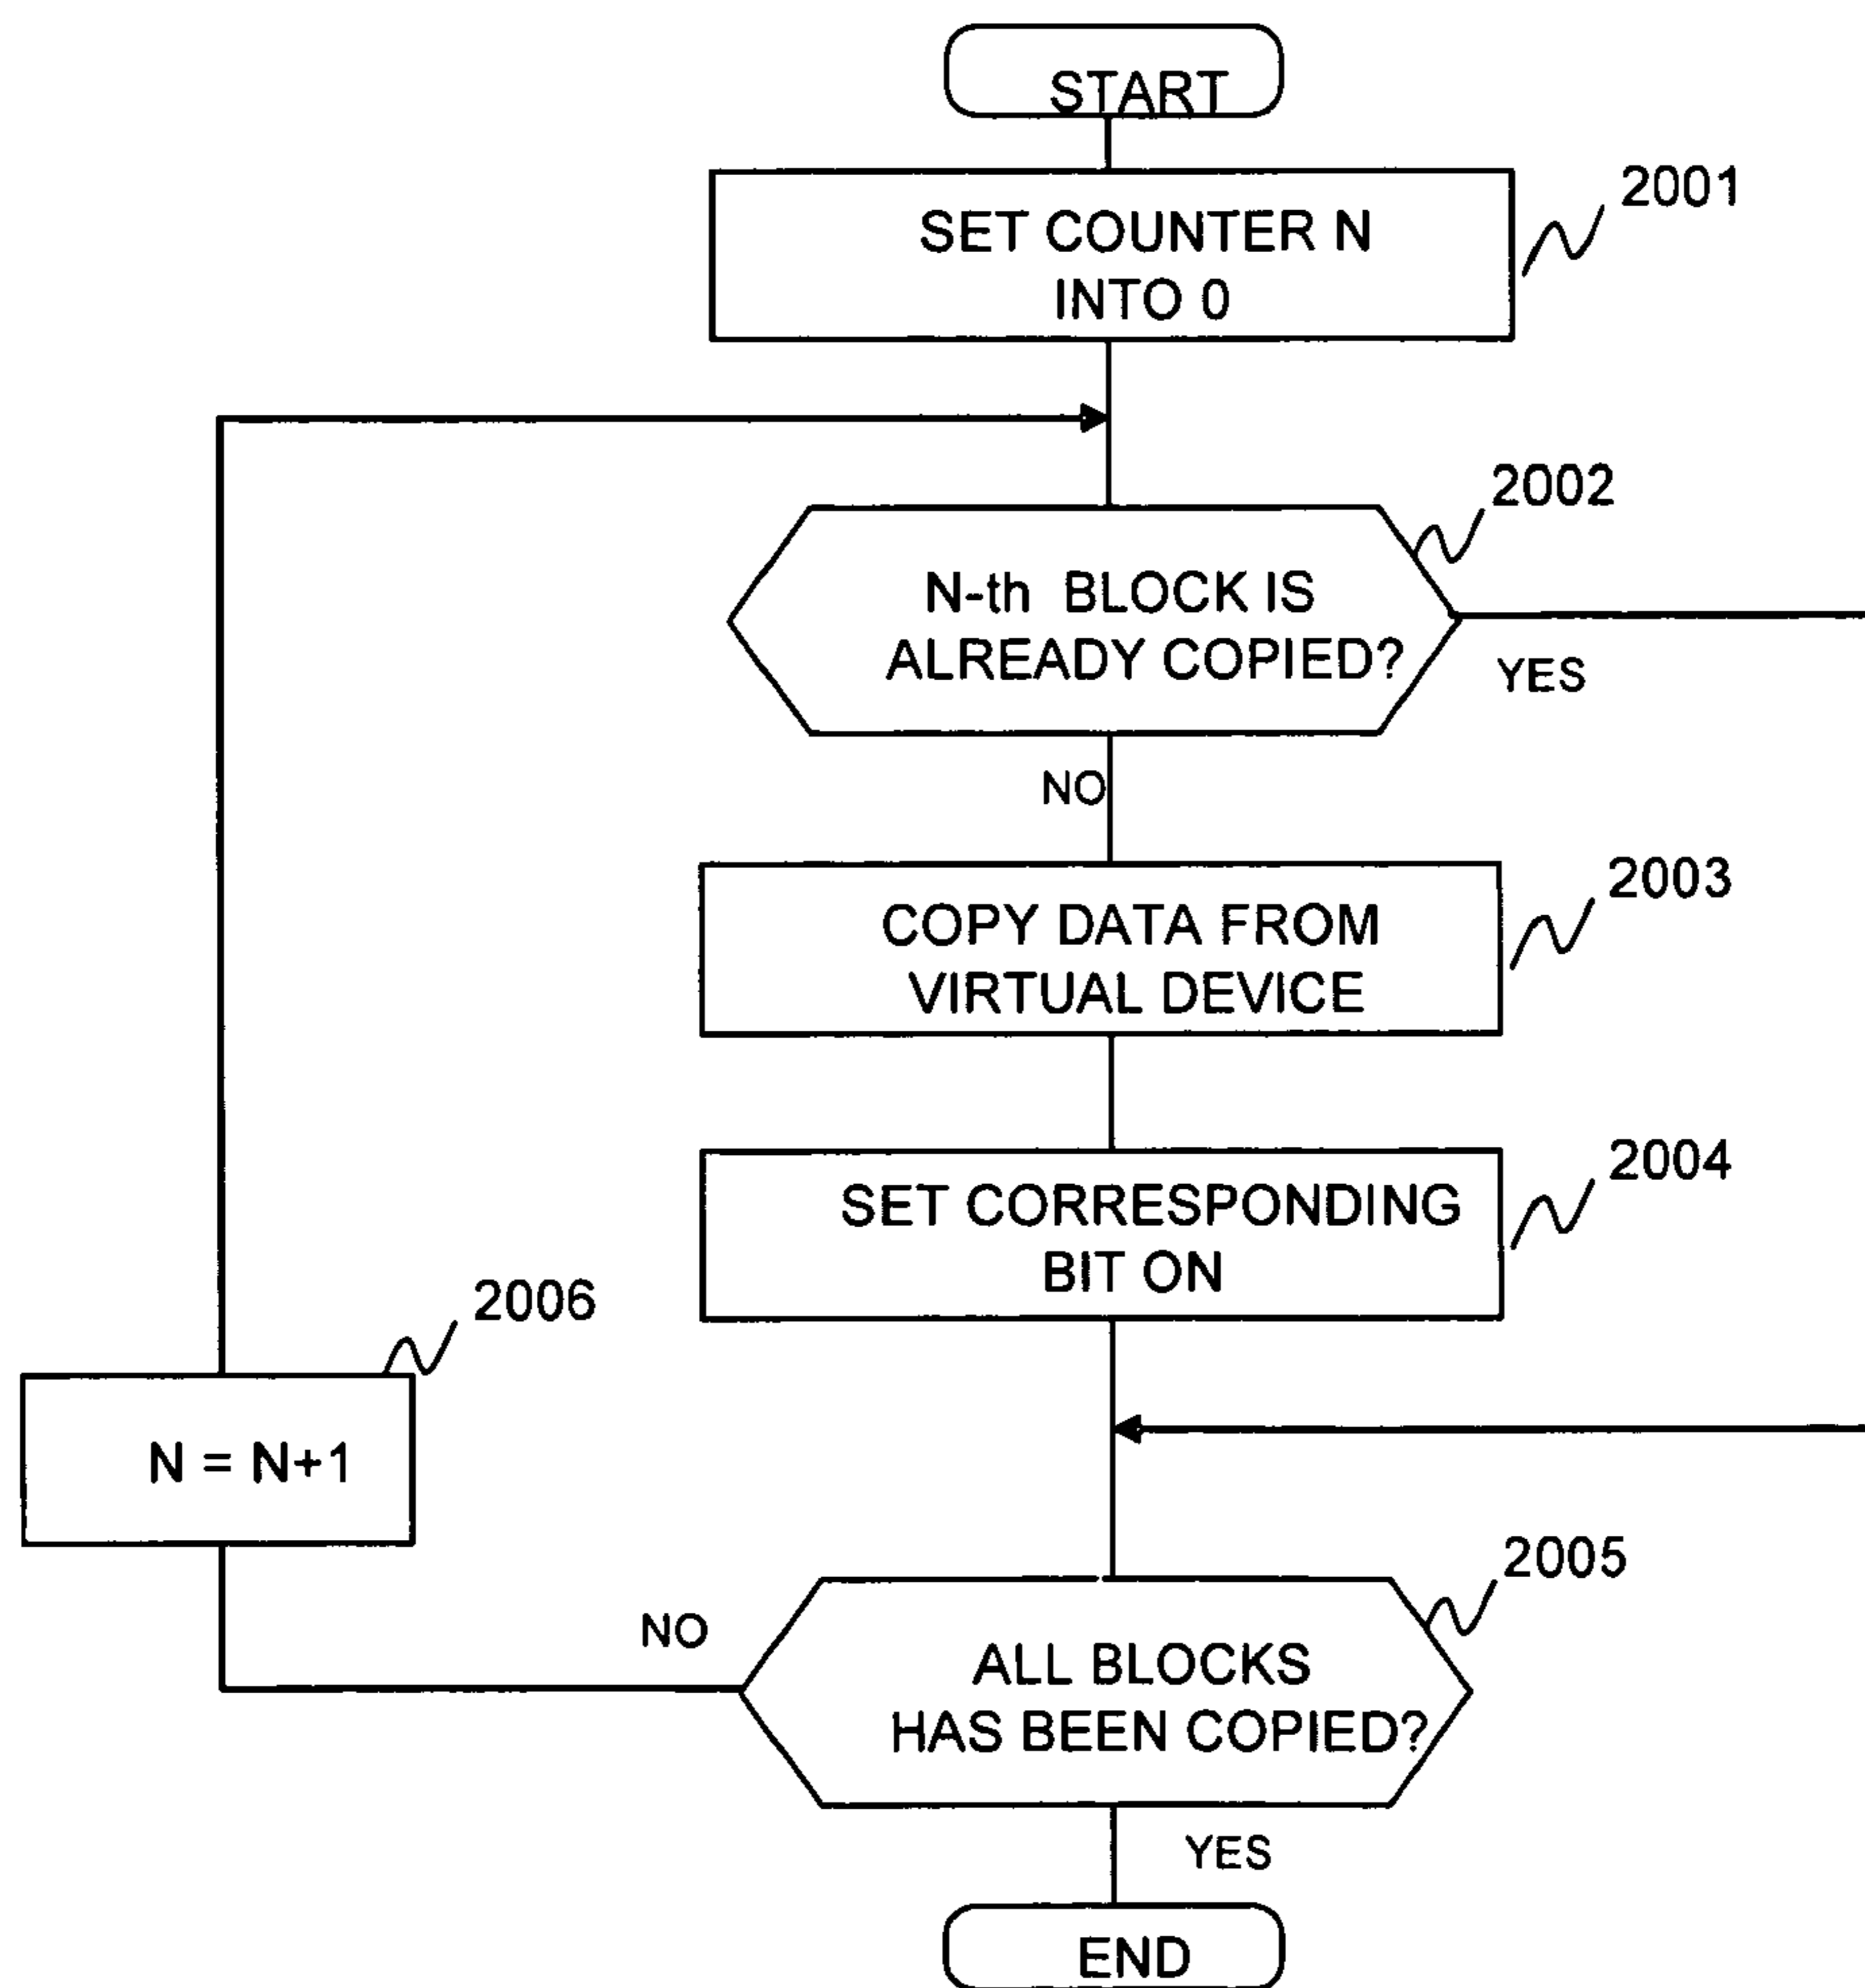 START
2001
SET COUNTER N
INTO 0
2002
N-th BLOCK IS
ALREADY COPIED?
YES
NO
2003
COPY DATA FROM
VIRTUAL DEVICE
2004
SET CORRESPONDING
BIT ON
2006
N = N+1
2005
NO
ALL BLOCKS
HAS BEEN COPIED?
YES
END